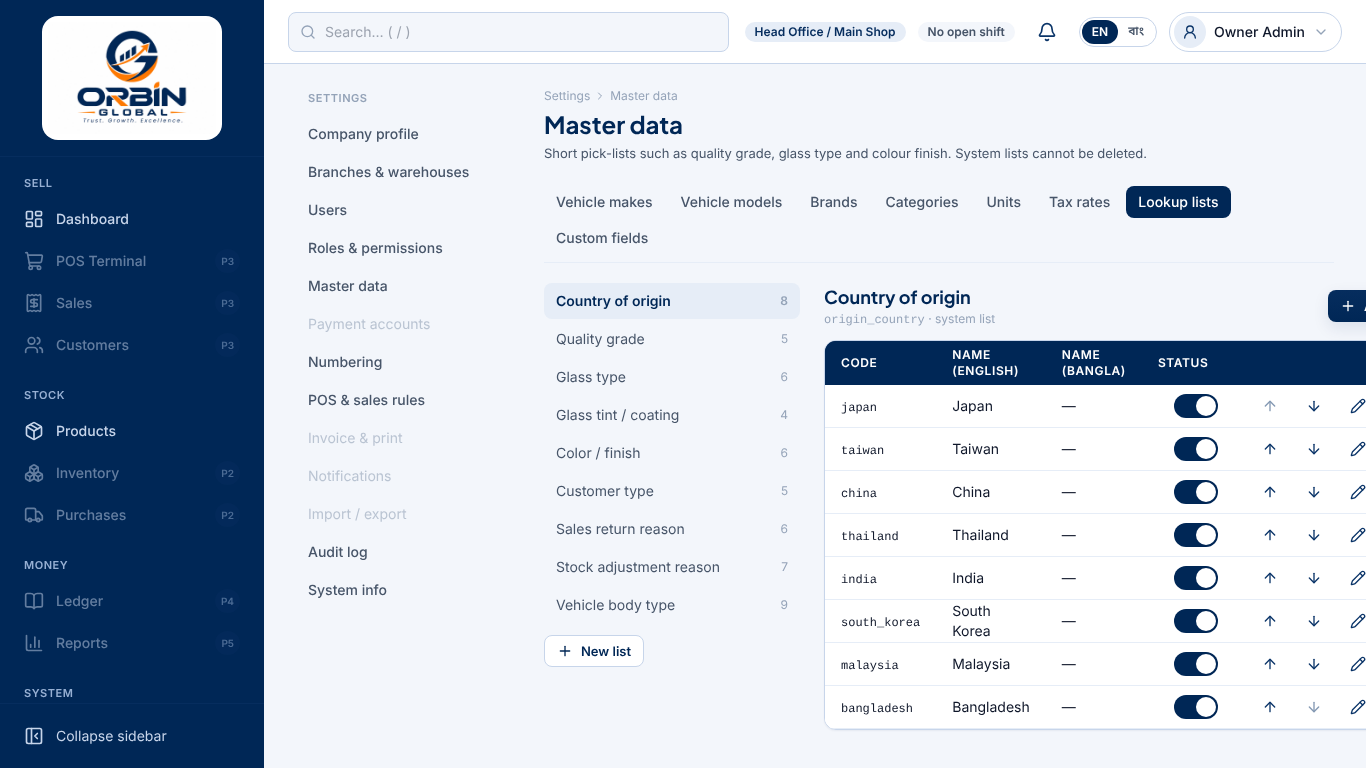 ORBIN
GLOBAL
Trust. Growth. Excellence.
SELL
Dashboard
POS Terminal P3
Sales P3
Customers P3
STOCK
Products
Inventory P2
Purchases P2
MONEY
Ledger P4
Reports P5
SYSTEM
Collapse sidebar
Search... ( / )
Head Office / Main Shop
No open shift
EN বাং
Owner Admin
SETTINGS
Company profile
Branches & warehouses
Users
Roles & permissions
Master data
Payment accounts
Numbering
POS & sales rules
Invoice & print
Notifications
Import / export
Audit log
System info
Settings > Master data
Master data
Short pick-lists such as quality grade, glass type and colour finish. System lists cannot be deleted.
Vehicle makes Vehicle models Brands Categories Units Tax rates Lookup lists
Custom fields
Country of origin 8
Quality grade 5
Glass type 6
Glass tint / coating 4
Color / finish 6
Customer type 5
Sales return reason 6
Stock adjustment reason 7
Vehicle body type 9
+ New list
Country of origin
origin_country · system list
CODE NAME (ENGLISH) NAME (BANGLA) STATUS
japan Japan —
taiwan Taiwan —
china China —
thailand Thailand —
india India —
south_korea South Korea —
malaysia Malaysia —
bangladesh Bangladesh —